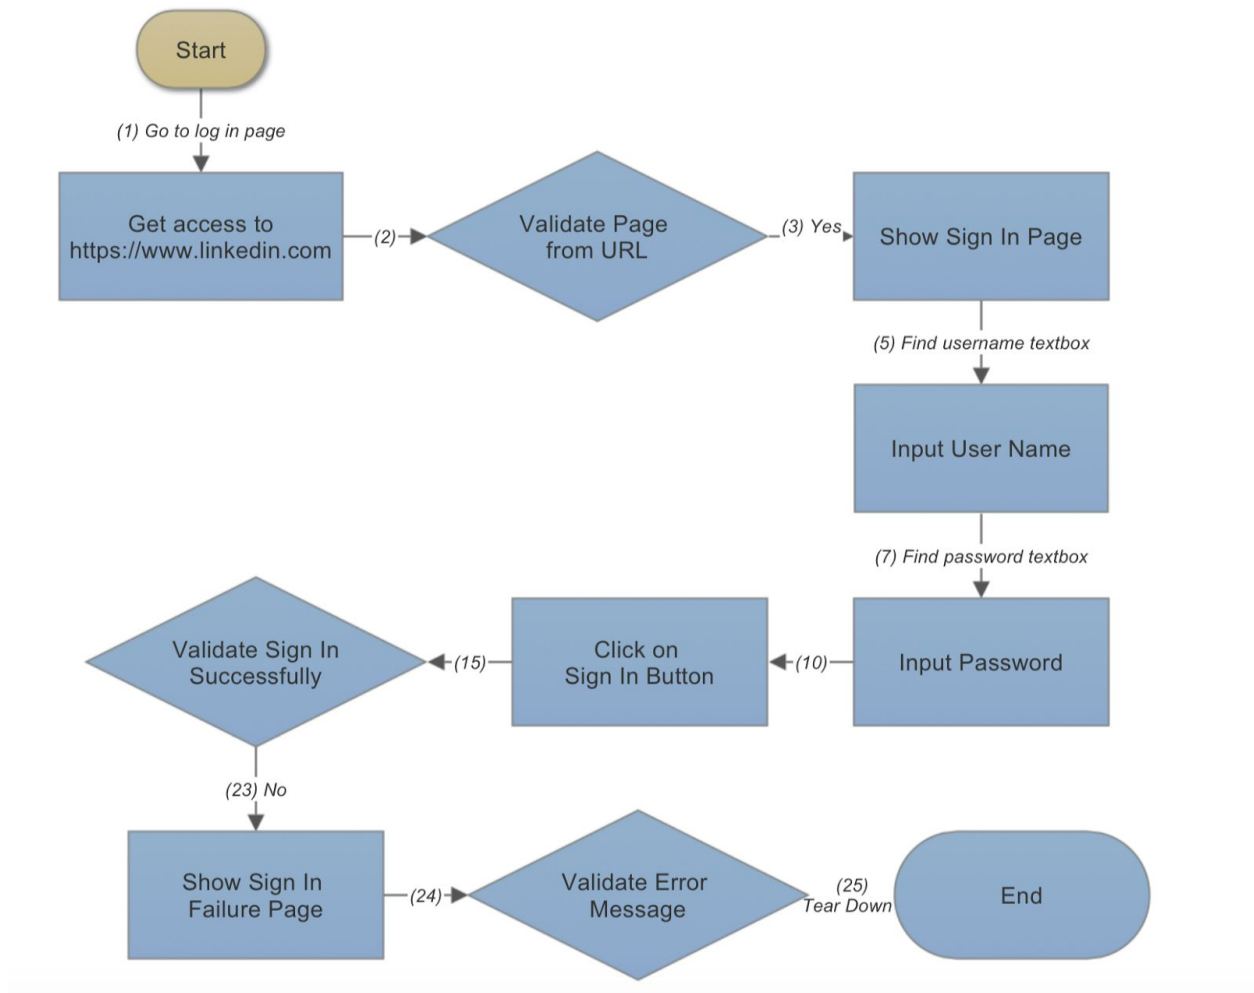 Start
(1) Go to log in page
Get access to
https://www.linkedin.com
(2)
Validate Page
from URL
(3) Yes
Show Sign In Page
(5) Find username textbox
Input User Name
(7) Find password textbox
Input Password
(10)
Click on
Sign In Button
(15)
Validate Sign In
Successfully
(23) No
Show Sign In
Failure Page
(24)
Validate Error
Message
(25)
Tear Down
End